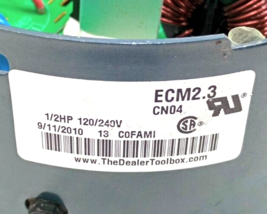 ECM2.3
CN04
1/2HP 120/240V
9/11/2010 13 C0FAMI
www.TheDealerToolbox.com